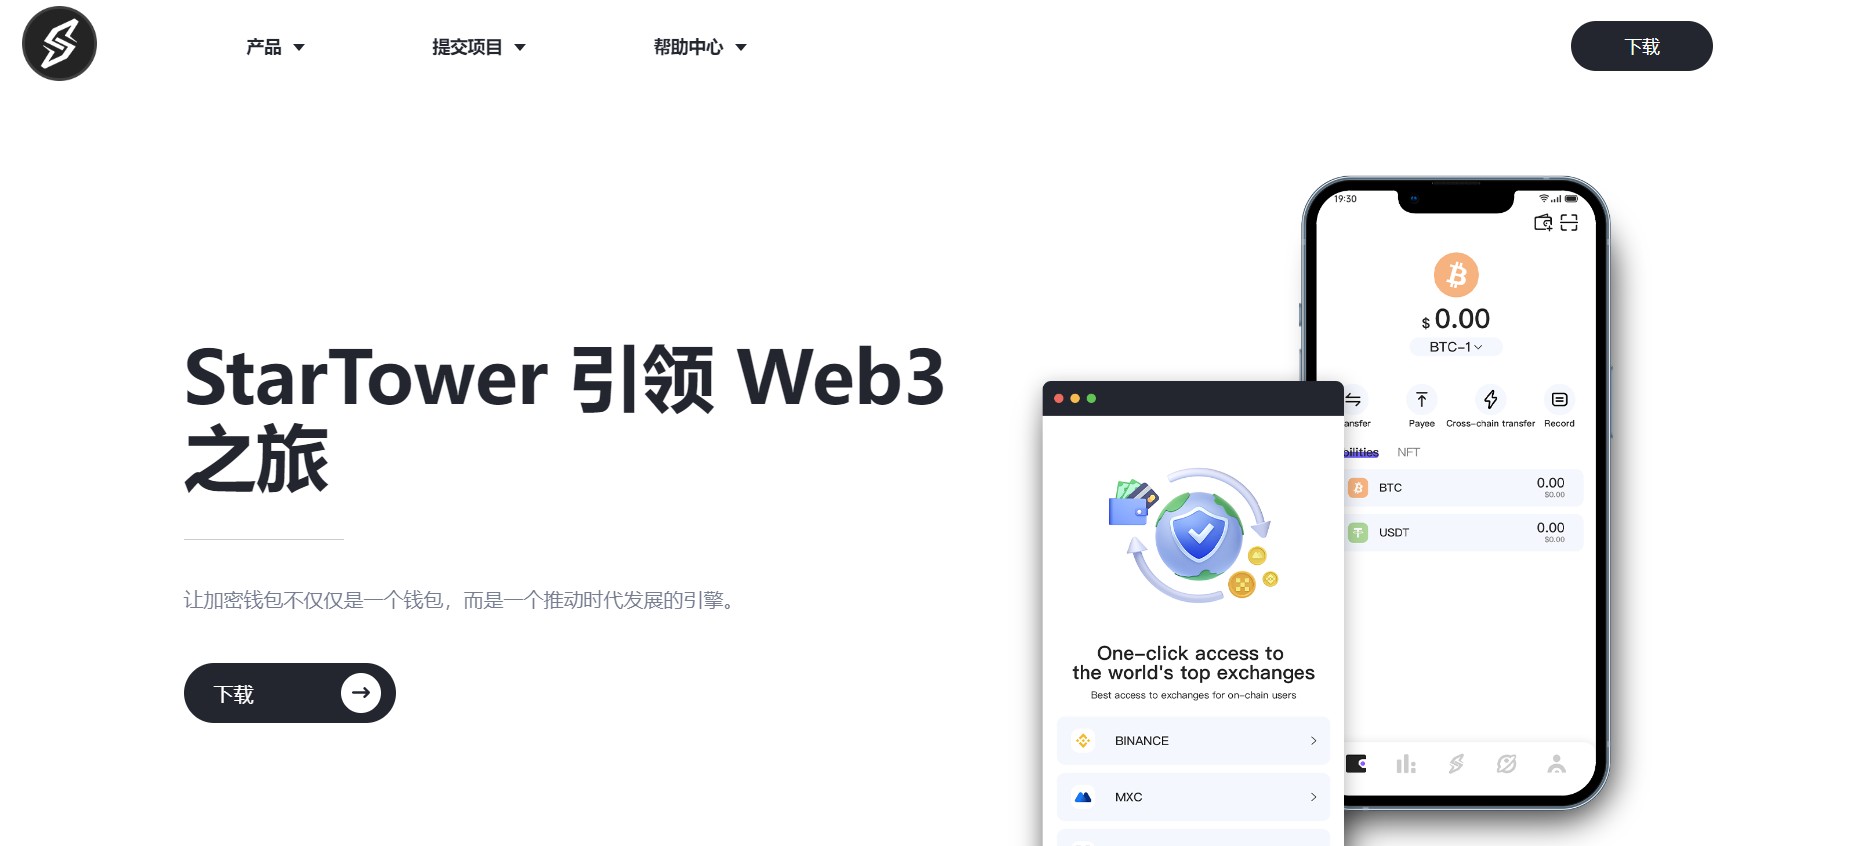 产品
提交项目
帮助中心
下载
StarTower 引领 Web3
之旅
让加密钱包不仅仅是一个钱包，而是一个推动时代发展的引擎。
下载
19:30
$ 0.00
BTC-1
ansfer
Payee
Cross-chain transfer
Record
bilities
NFT
BTC
0.00
$0.00
USDT
0.00
$0.00
One-click access to
the world's top exchanges
Best access to exchanges for on-chain users
BINANCE
MXC